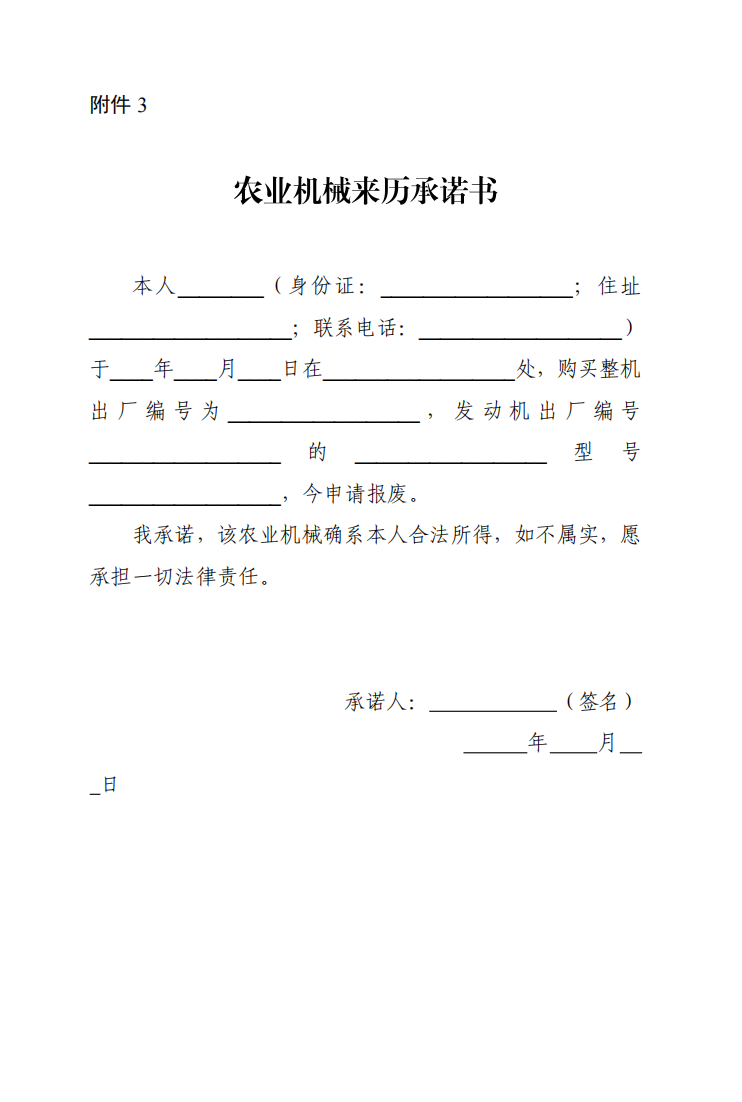 附件 3
农业机械来历承诺书
本人________（身份证：__________________；住址
___________________；联系电话：___________________）
于____年____月____日在__________________处，购买整机
出厂编号为__________________，发动机出厂编号
__________________的__________________型号
__________________，今申请报废。
我承诺，该农业机械确系本人合法所得，如不属实，愿
承担一切法律责任。
承诺人：____________（签名）
______年____月__
_日